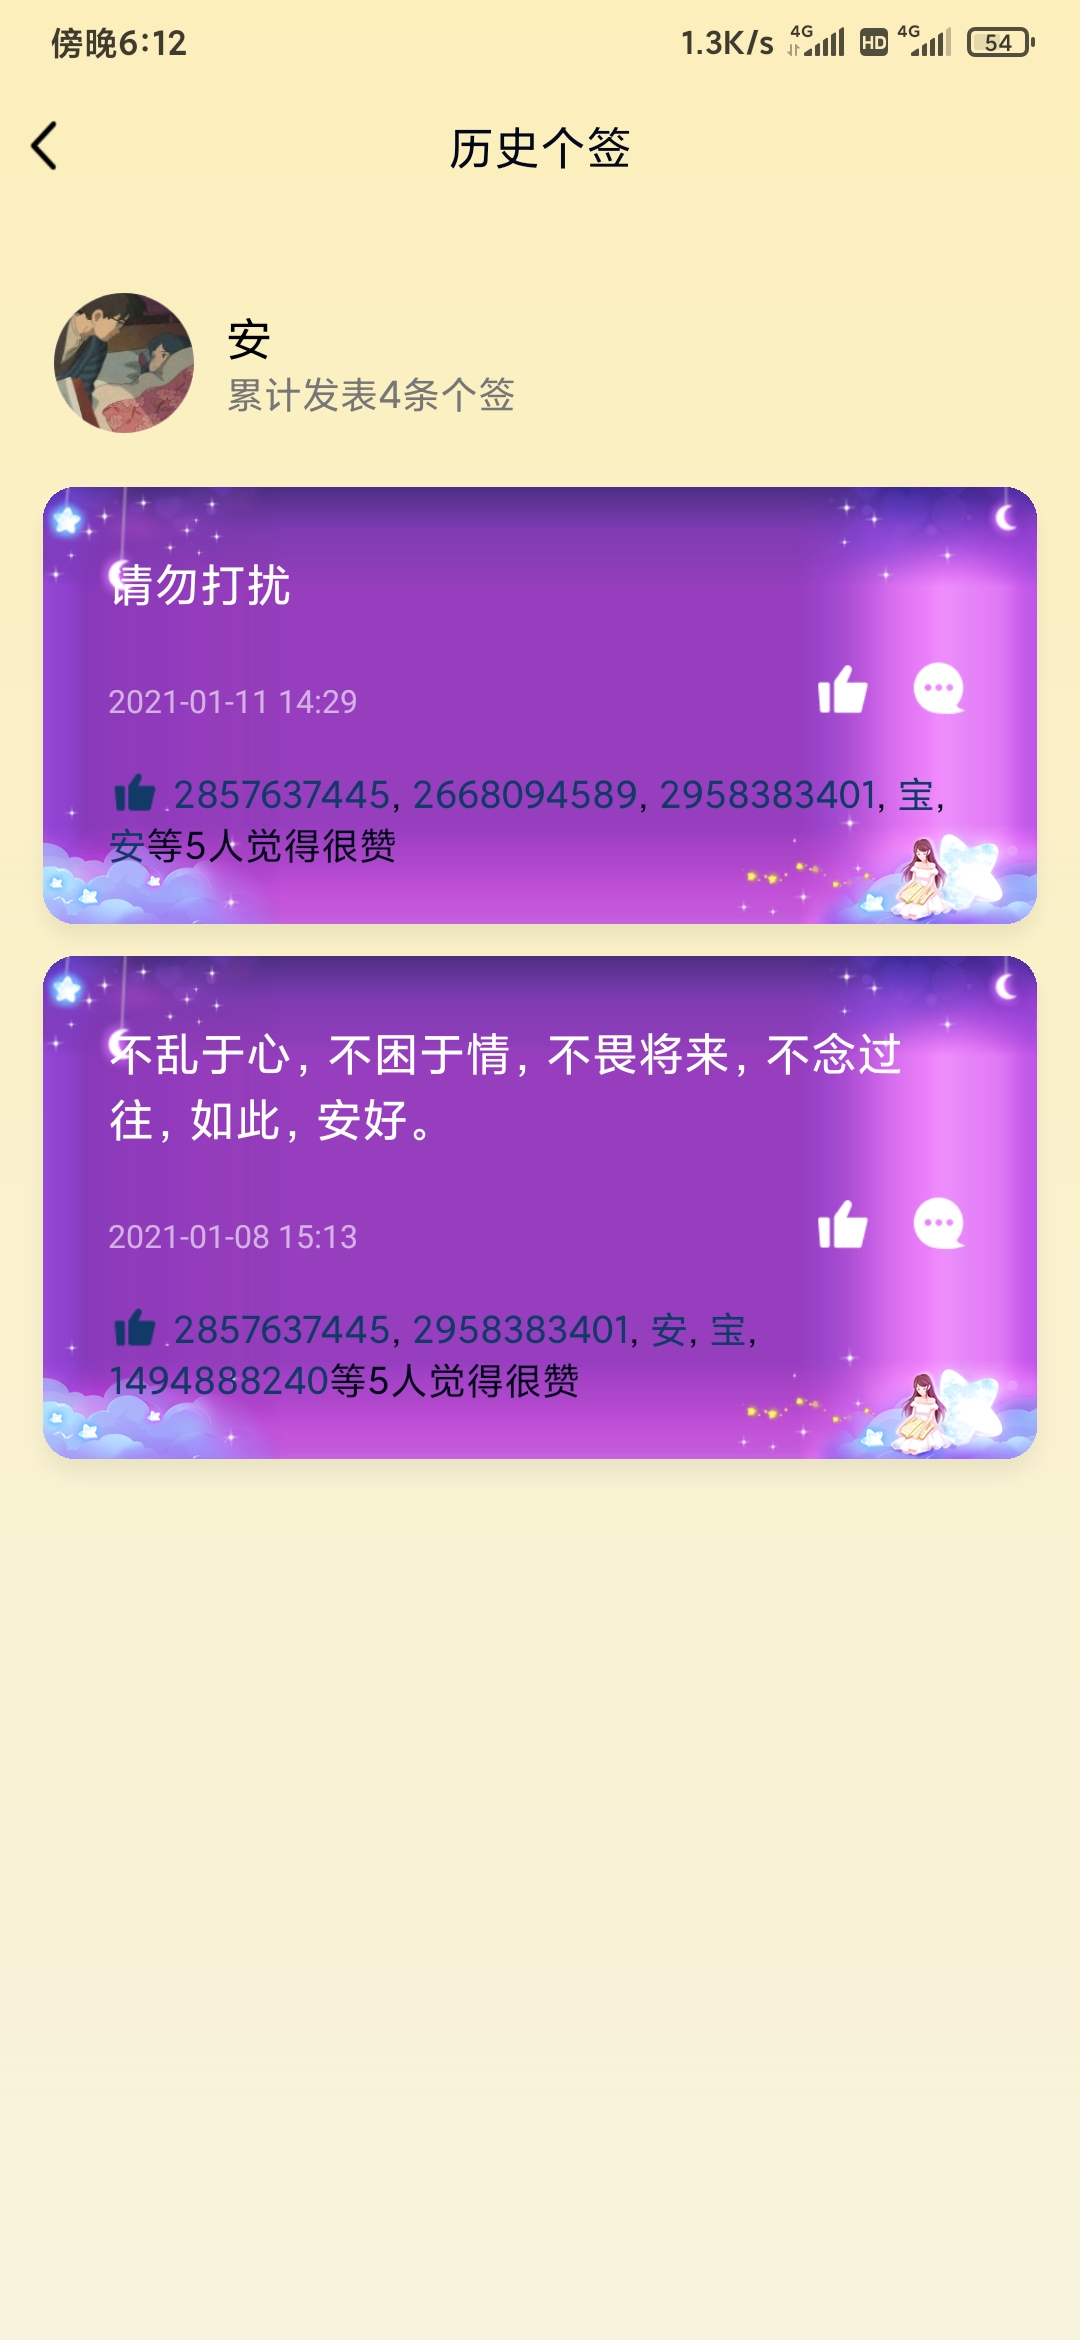 傍晚6:12
1.3K/s 4G HD 4G 54
历史个签
安
累计发表4条个签
请勿打扰
2021-01-11 14:29
2857637445, 2668094589, 2958383401, 宝,
安等5人觉得很赞
不乱于心, 不困于情, 不畏将来, 不念过
往, 如此, 安好。
2021-01-08 15:13
2857637445, 2958383401, 安, 宝,
1494888240等5人觉得很赞